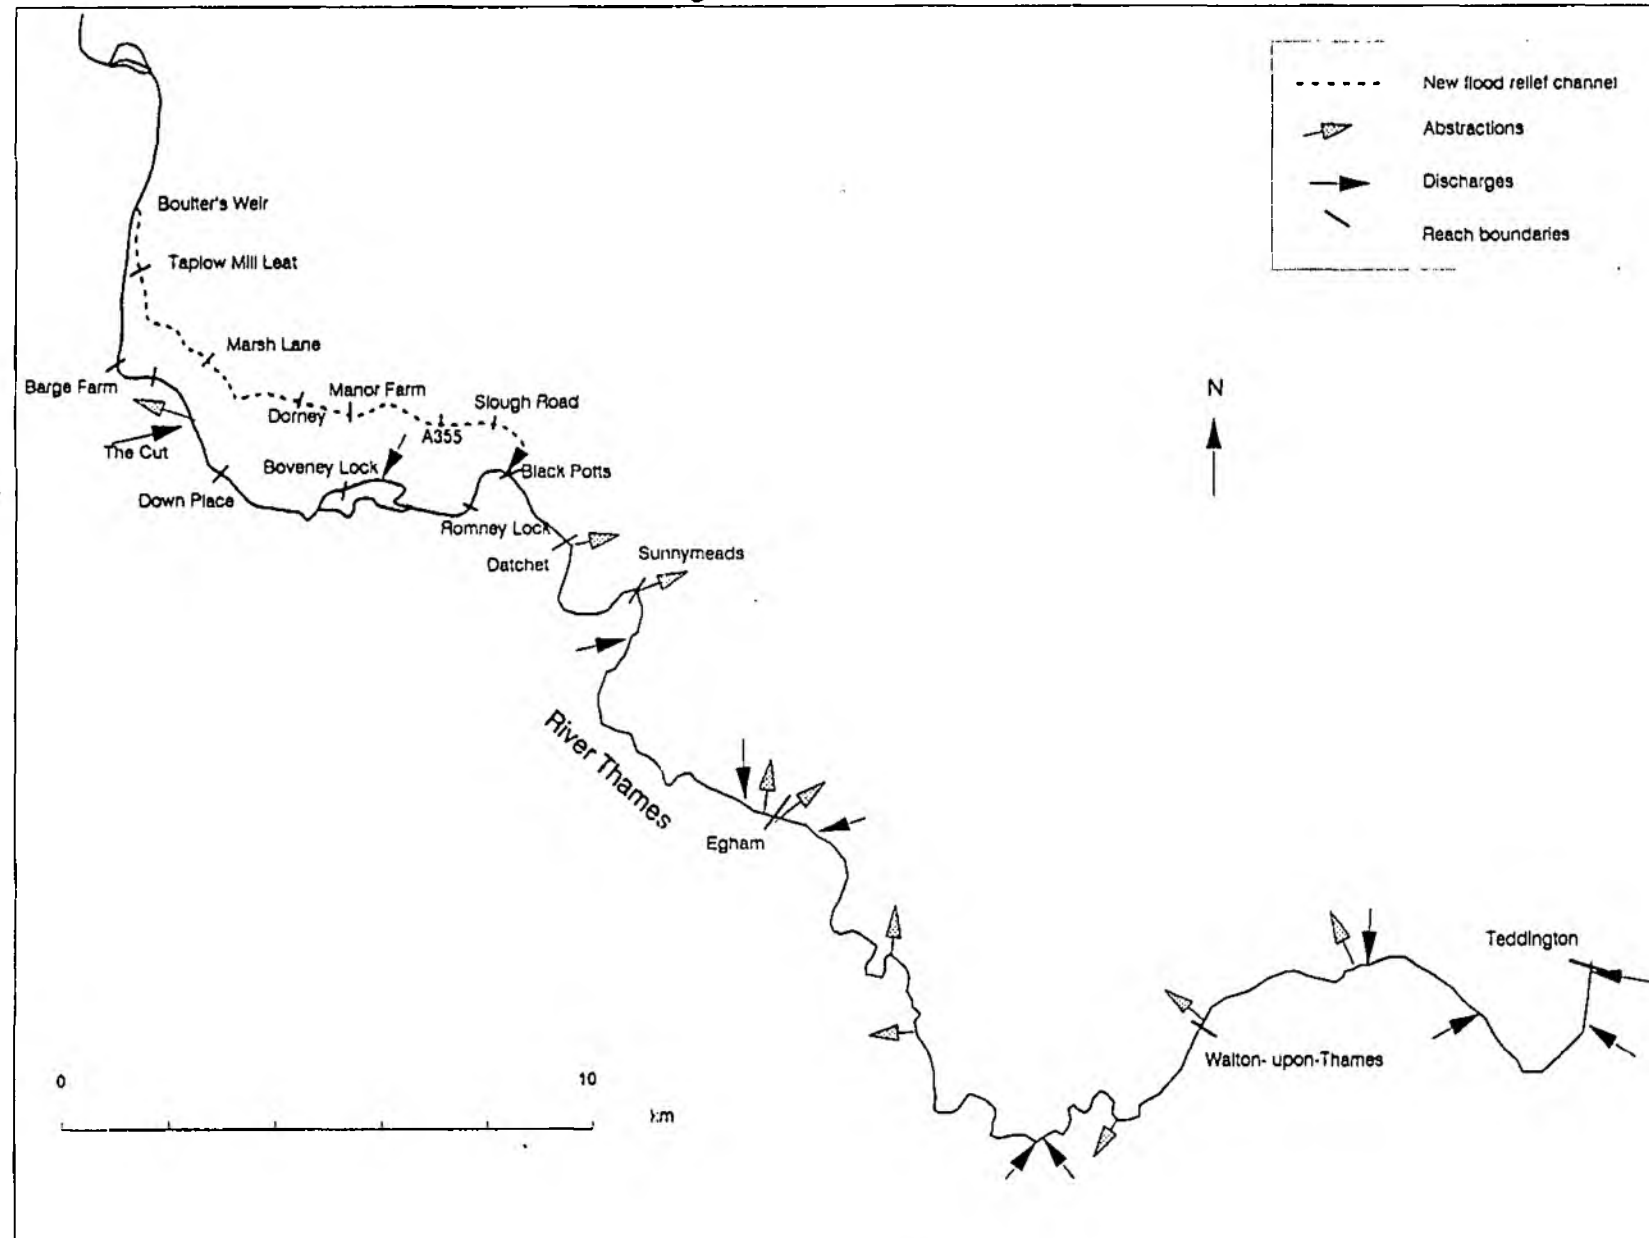 New flood relief channel
Abstractions
Discharges
Reach boundaries
Boulter's Weir
Taplow Mill Leat
Marsh Lane
Barge Farm
Manor Farm
Slough Road
Dorney
A355
The Cut
Boveney Lock
Black Potts
Down Place
Romney Lock
Datchet
Sunnymeads
N
River Thames
Egham
Teddington
Walton- upon-Thames
0
10
km